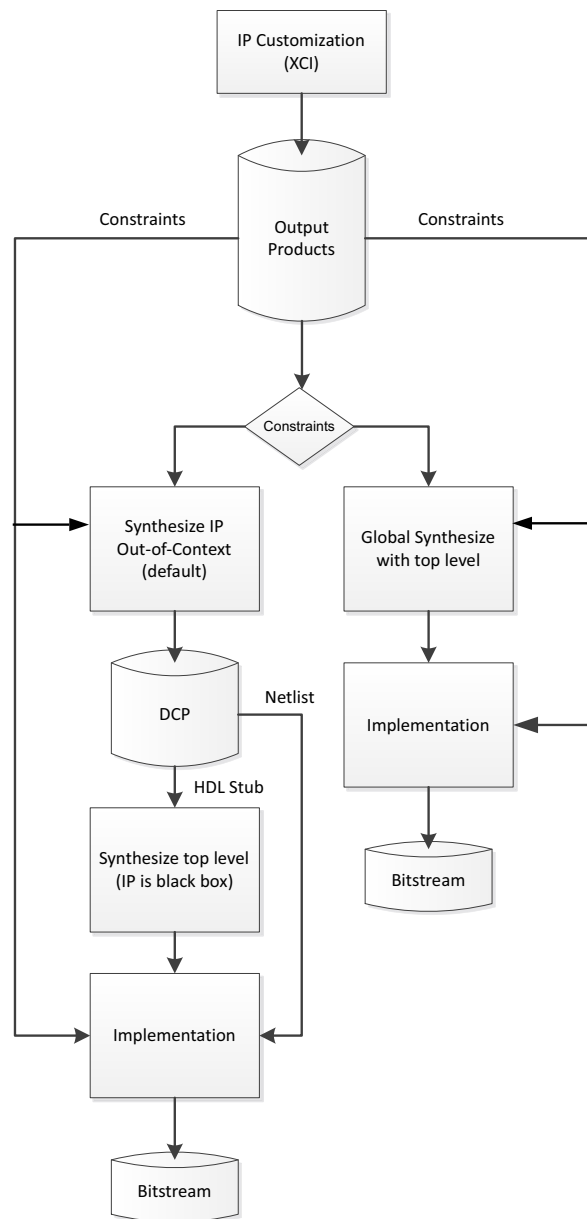 IP Customization
(XCI)
Constraints
Output
Products
Constraints
Constraints
Synthesize IP
Out-of-Context
(default)
Global Synthesize
with top level
DCP
Netlist
Implementation
HDL Stub
Synthesize top level
(IP is black box)
Bitstream
Implementation
Bitstream